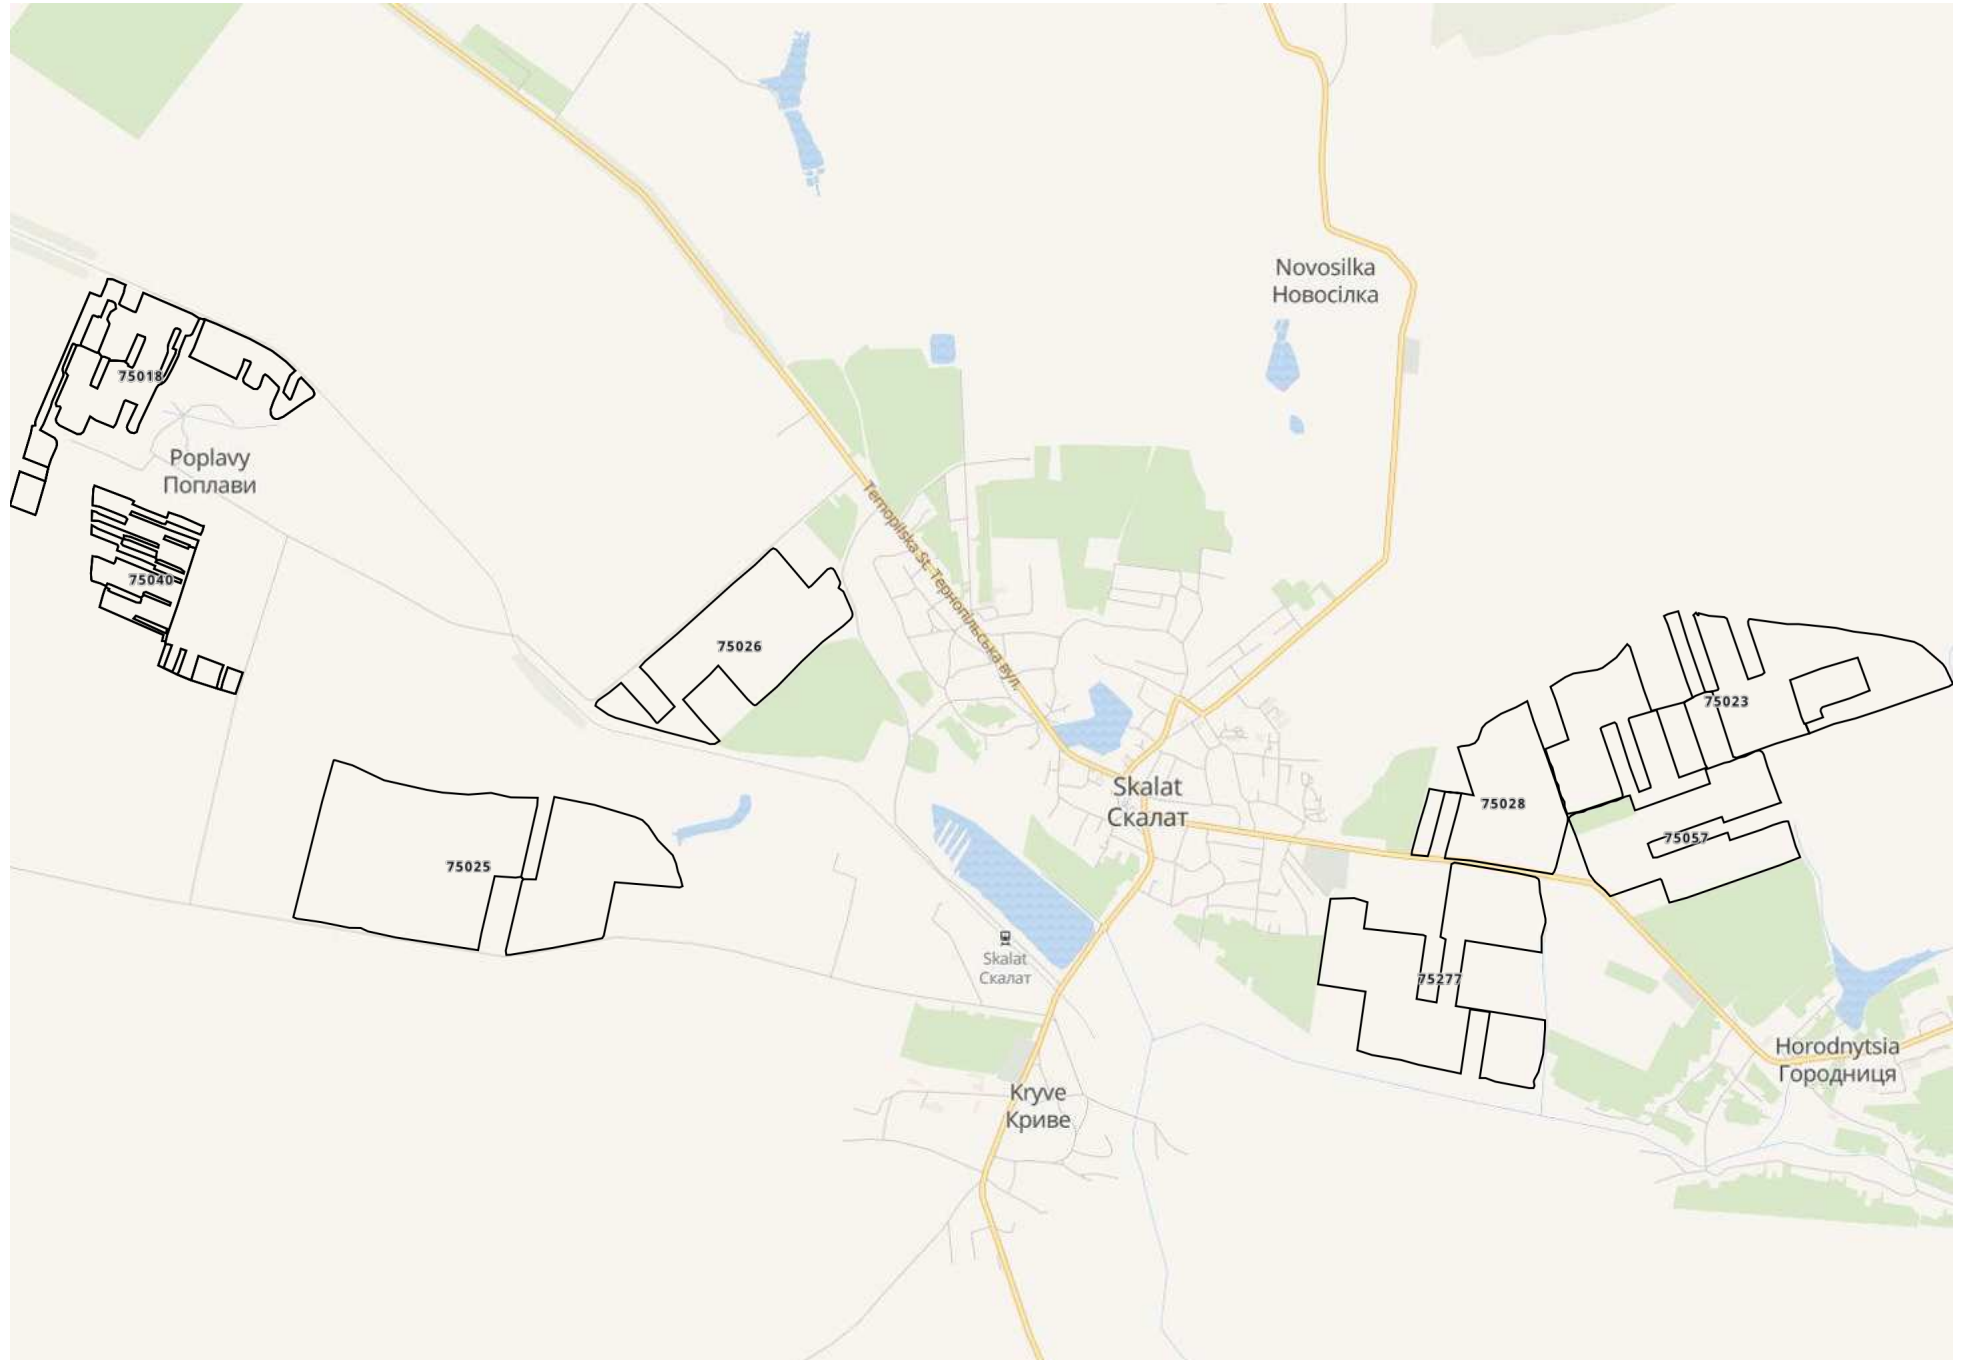 Novosilka
Новосілка
75018
Poplavy
Поплави
Ternopilska St, Тернопільська вул.
75040
75026
75023
Skalat
Скалат
75028
75057
75025
Skalat
Скалат
75277
Horodnytsia
Городниця
Kryve
Криве